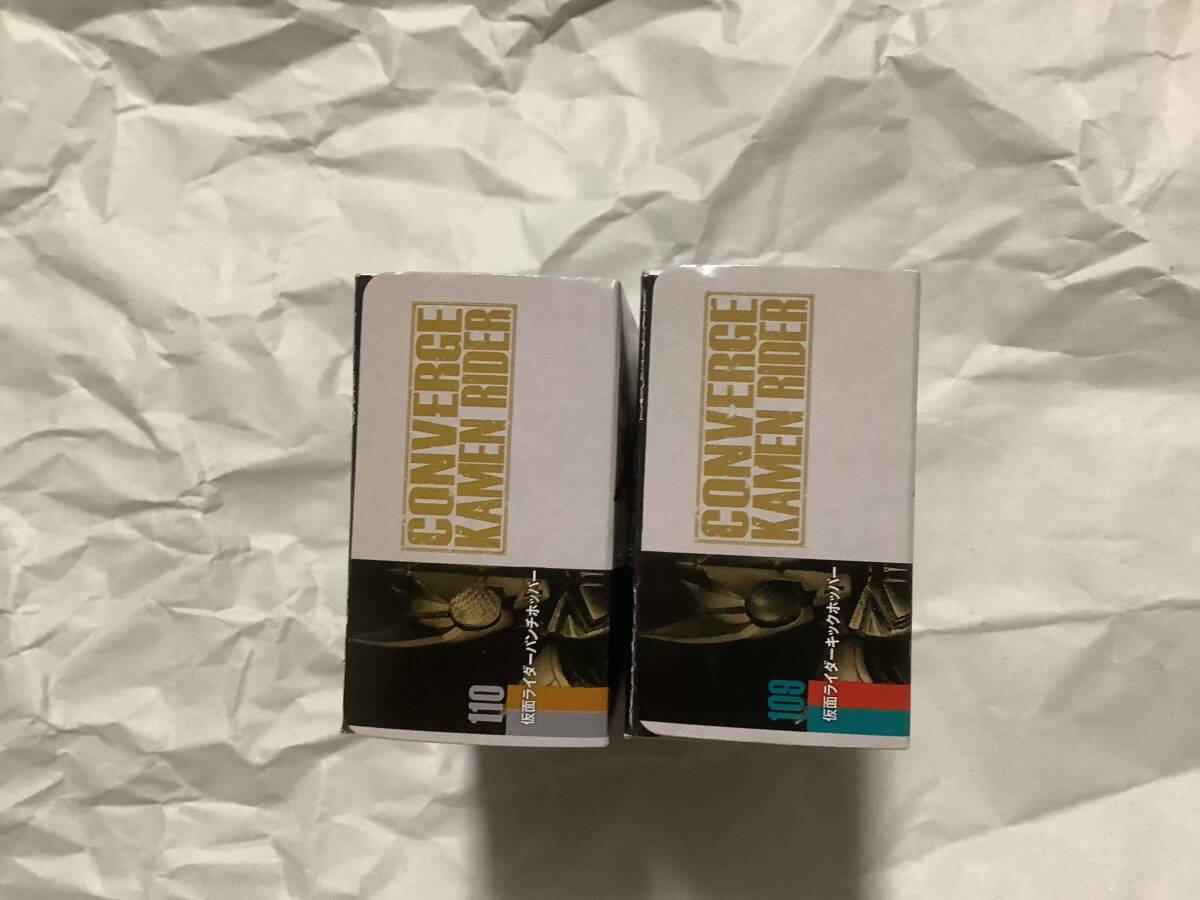 CONVERGE
KAMEN RIDER
110
仮面ライダーパンチホッパー
CONVERGE
KAMEN RIDER
109
仮面ライダーキックホッパー